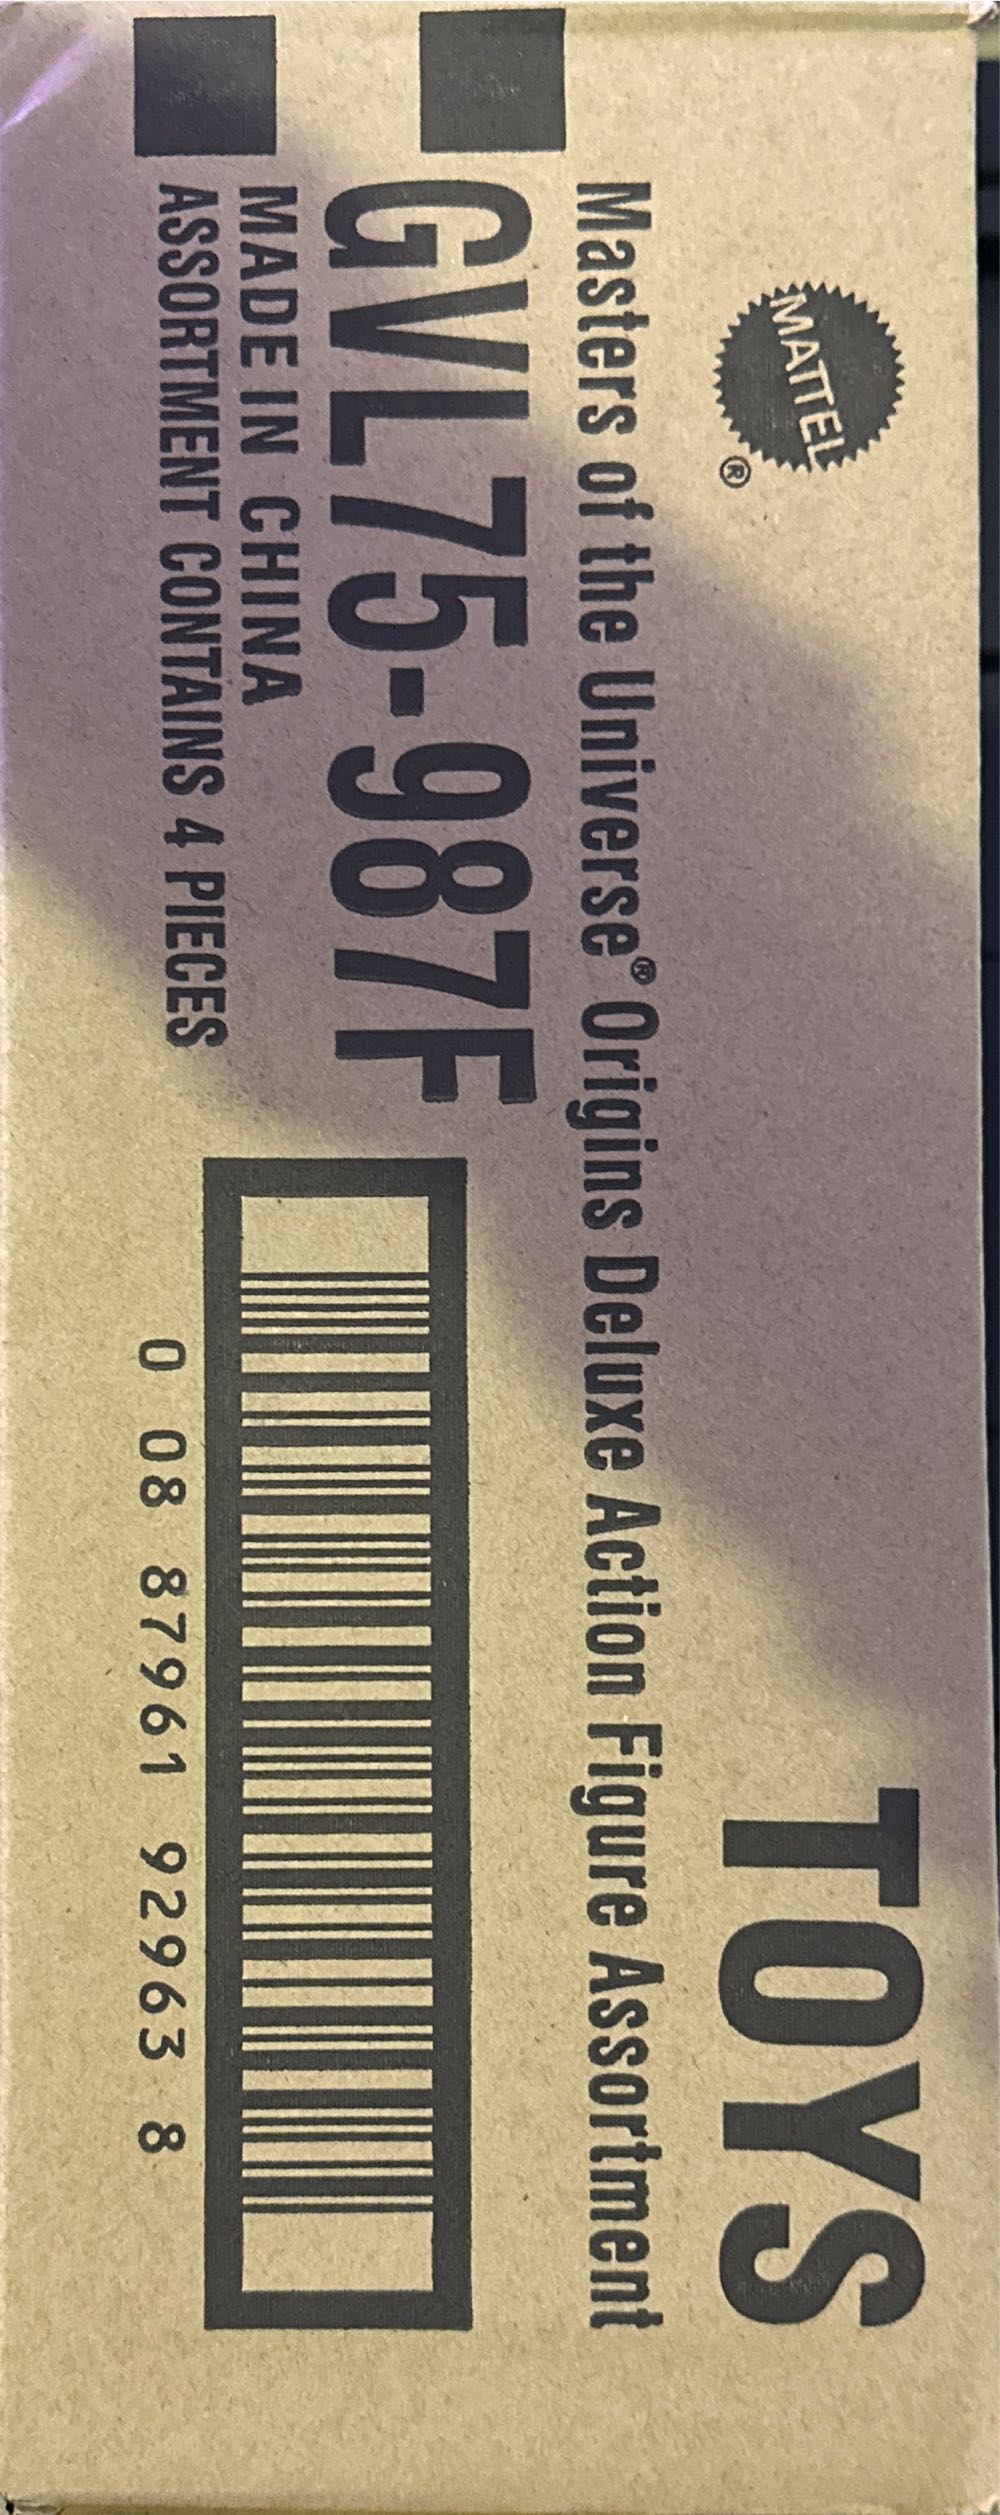 MATTEL®
TOYS
Masters of the Universe® Origins Deluxe Action Figure Assortment
GVL75-987F
MADE IN CHINA
ASSORTMENT CONTAINS 4 PIECES
0 08 87961 92963 8